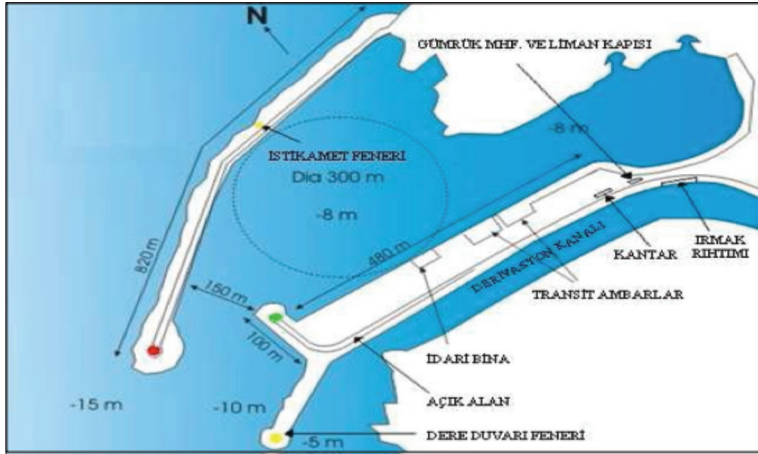 N
GÜMRÜK MHF. VE LİMAN KAPISI
-8 m
İSTİKAMET FENERİ
Dia 300 m
-8 m
820 m
480 m
DERİVASYON KANALI
KANTAR
IRMAK
RIHTIMI
TRANSİT AMBARLAR
150 m
100 m
İDARİ BİNA
AÇIK ALAN
-15 m
-10 m
-5 m
DERE DUVARI FENERİ